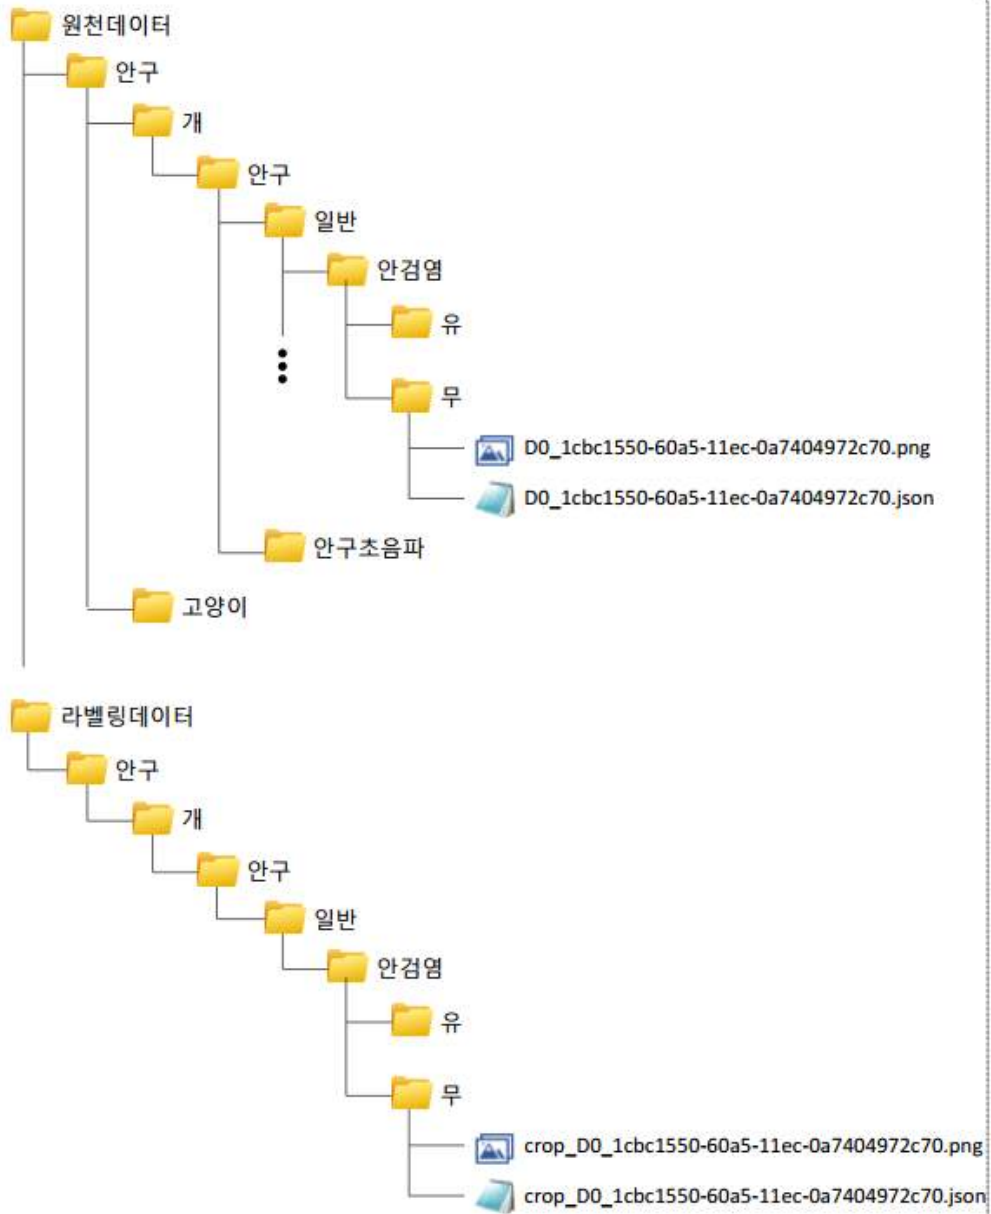 원천데이터
안구
개
안구
일반
안검염
유
무
D0_1cbc1550-60a5-11ec-0a7404972c70.png
D0_1cbc1550-60a5-11ec-0a7404972c70.json
안구초음파
고양이
라벨링데이터
안구
개
안구
일반
안검염
유
무
crop_D0_1cbc1550-60a5-11ec-0a7404972c70.png
crop_D0_1cbc1550-60a5-11ec-0a7404972c70.json